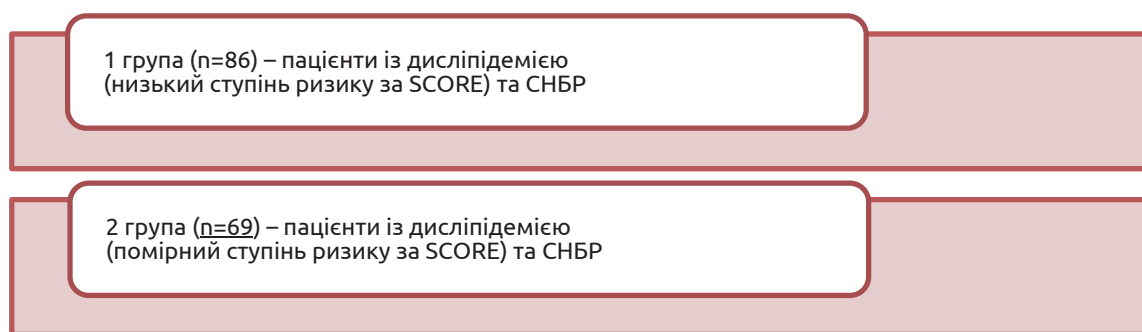 1 група (n=86) – пацієнти із дисліпідемією
(низький ступінь ризику за SCORE) та СНБР
2 група (n=69) – пацієнти із дисліпідемією
(помірний ступінь ризику за SCORE) та СНБР